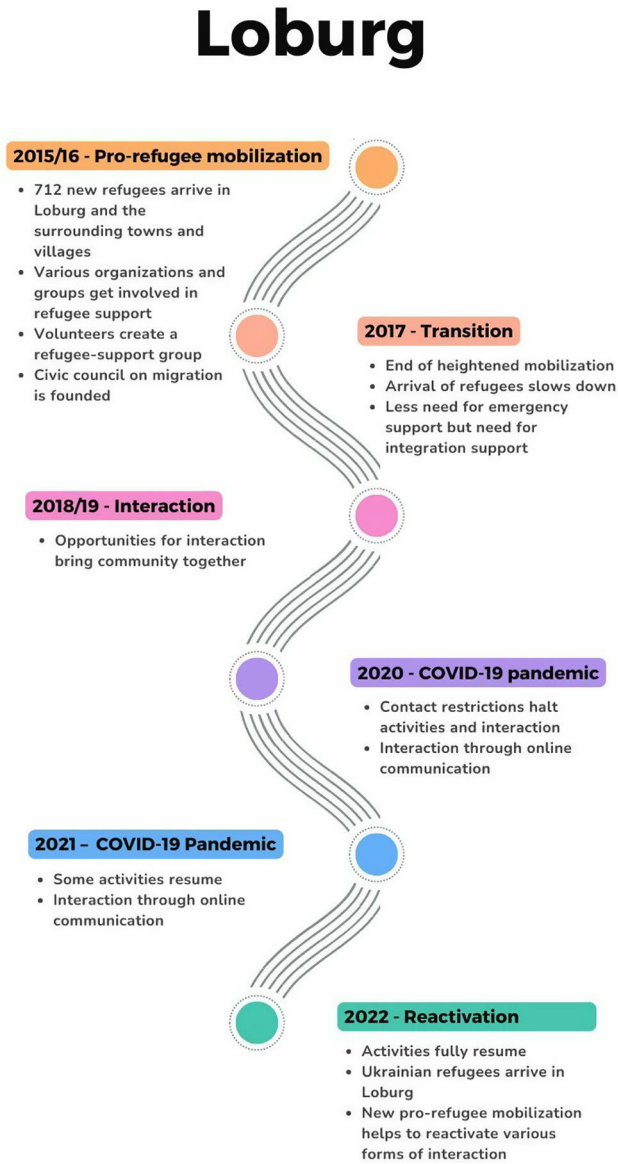 Loburg
2015/16 - Pro-refugee mobilization
• 712 new refugees arrive in
Loburg and the
surrounding towns and
villages
• Various organizations and
groups get involved in
refugee support
• Volunteers create a
refugee-support group
• Civic council on migration
is founded
2017 - Transition
• End of heightened mobilization
• Arrival of refugees slows down
• Less need for emergency
support but need for
integration support
2018/19 - Interaction
• Opportunities for interaction
bring community together
2020 - COVID-19 pandemic
• Contact restrictions halt
activities and interaction
• Interaction through online
communication
2021 – COVID-19 Pandemic
• Some activities resume
• Interaction through online
communication
2022 - Reactivation
• Activities fully resume
• Ukrainian refugees arrive in
Loburg
• New pro-refugee mobilization
helps to reactivate various
forms of interaction